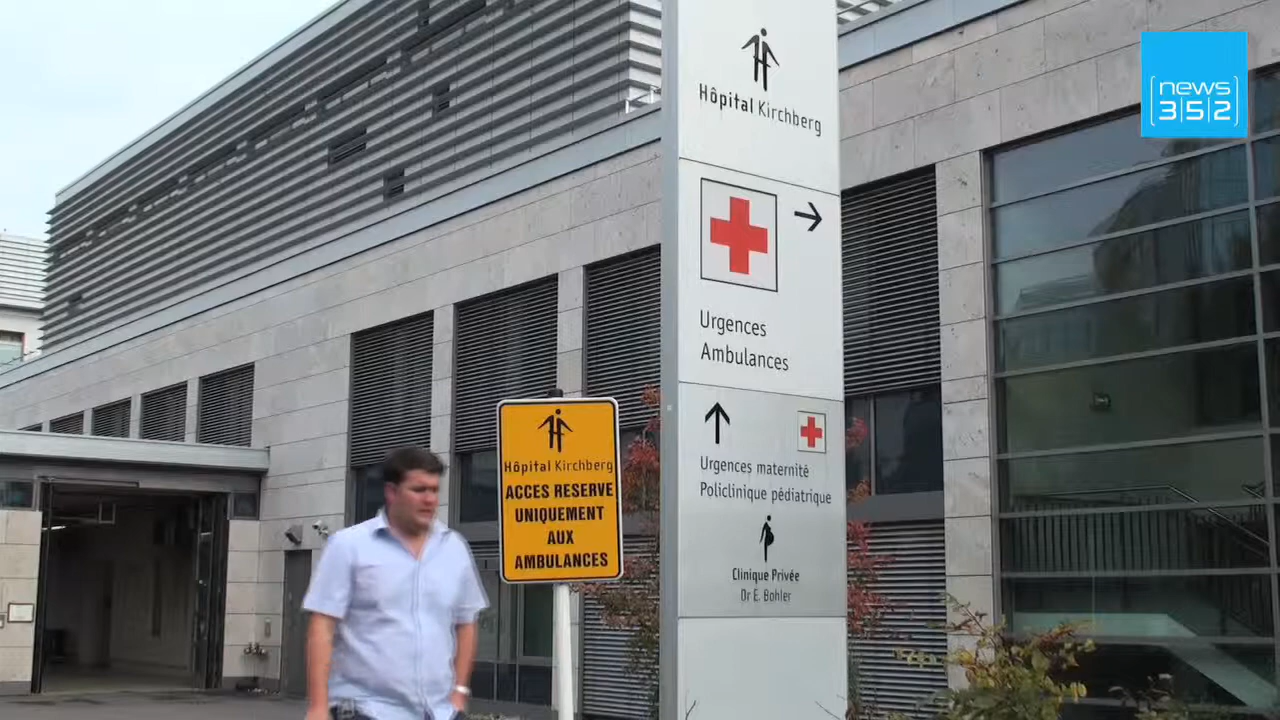 Hôpital Kirchberg
Urgences
Ambulances
Urgences maternité
Policlinique pédiatrique
Clinique Privée
Dr E. Bohler
Hôpital Kirchberg
ACCES RESERVE
UNIQUEMENT
AUX
AMBULANCES
news
352